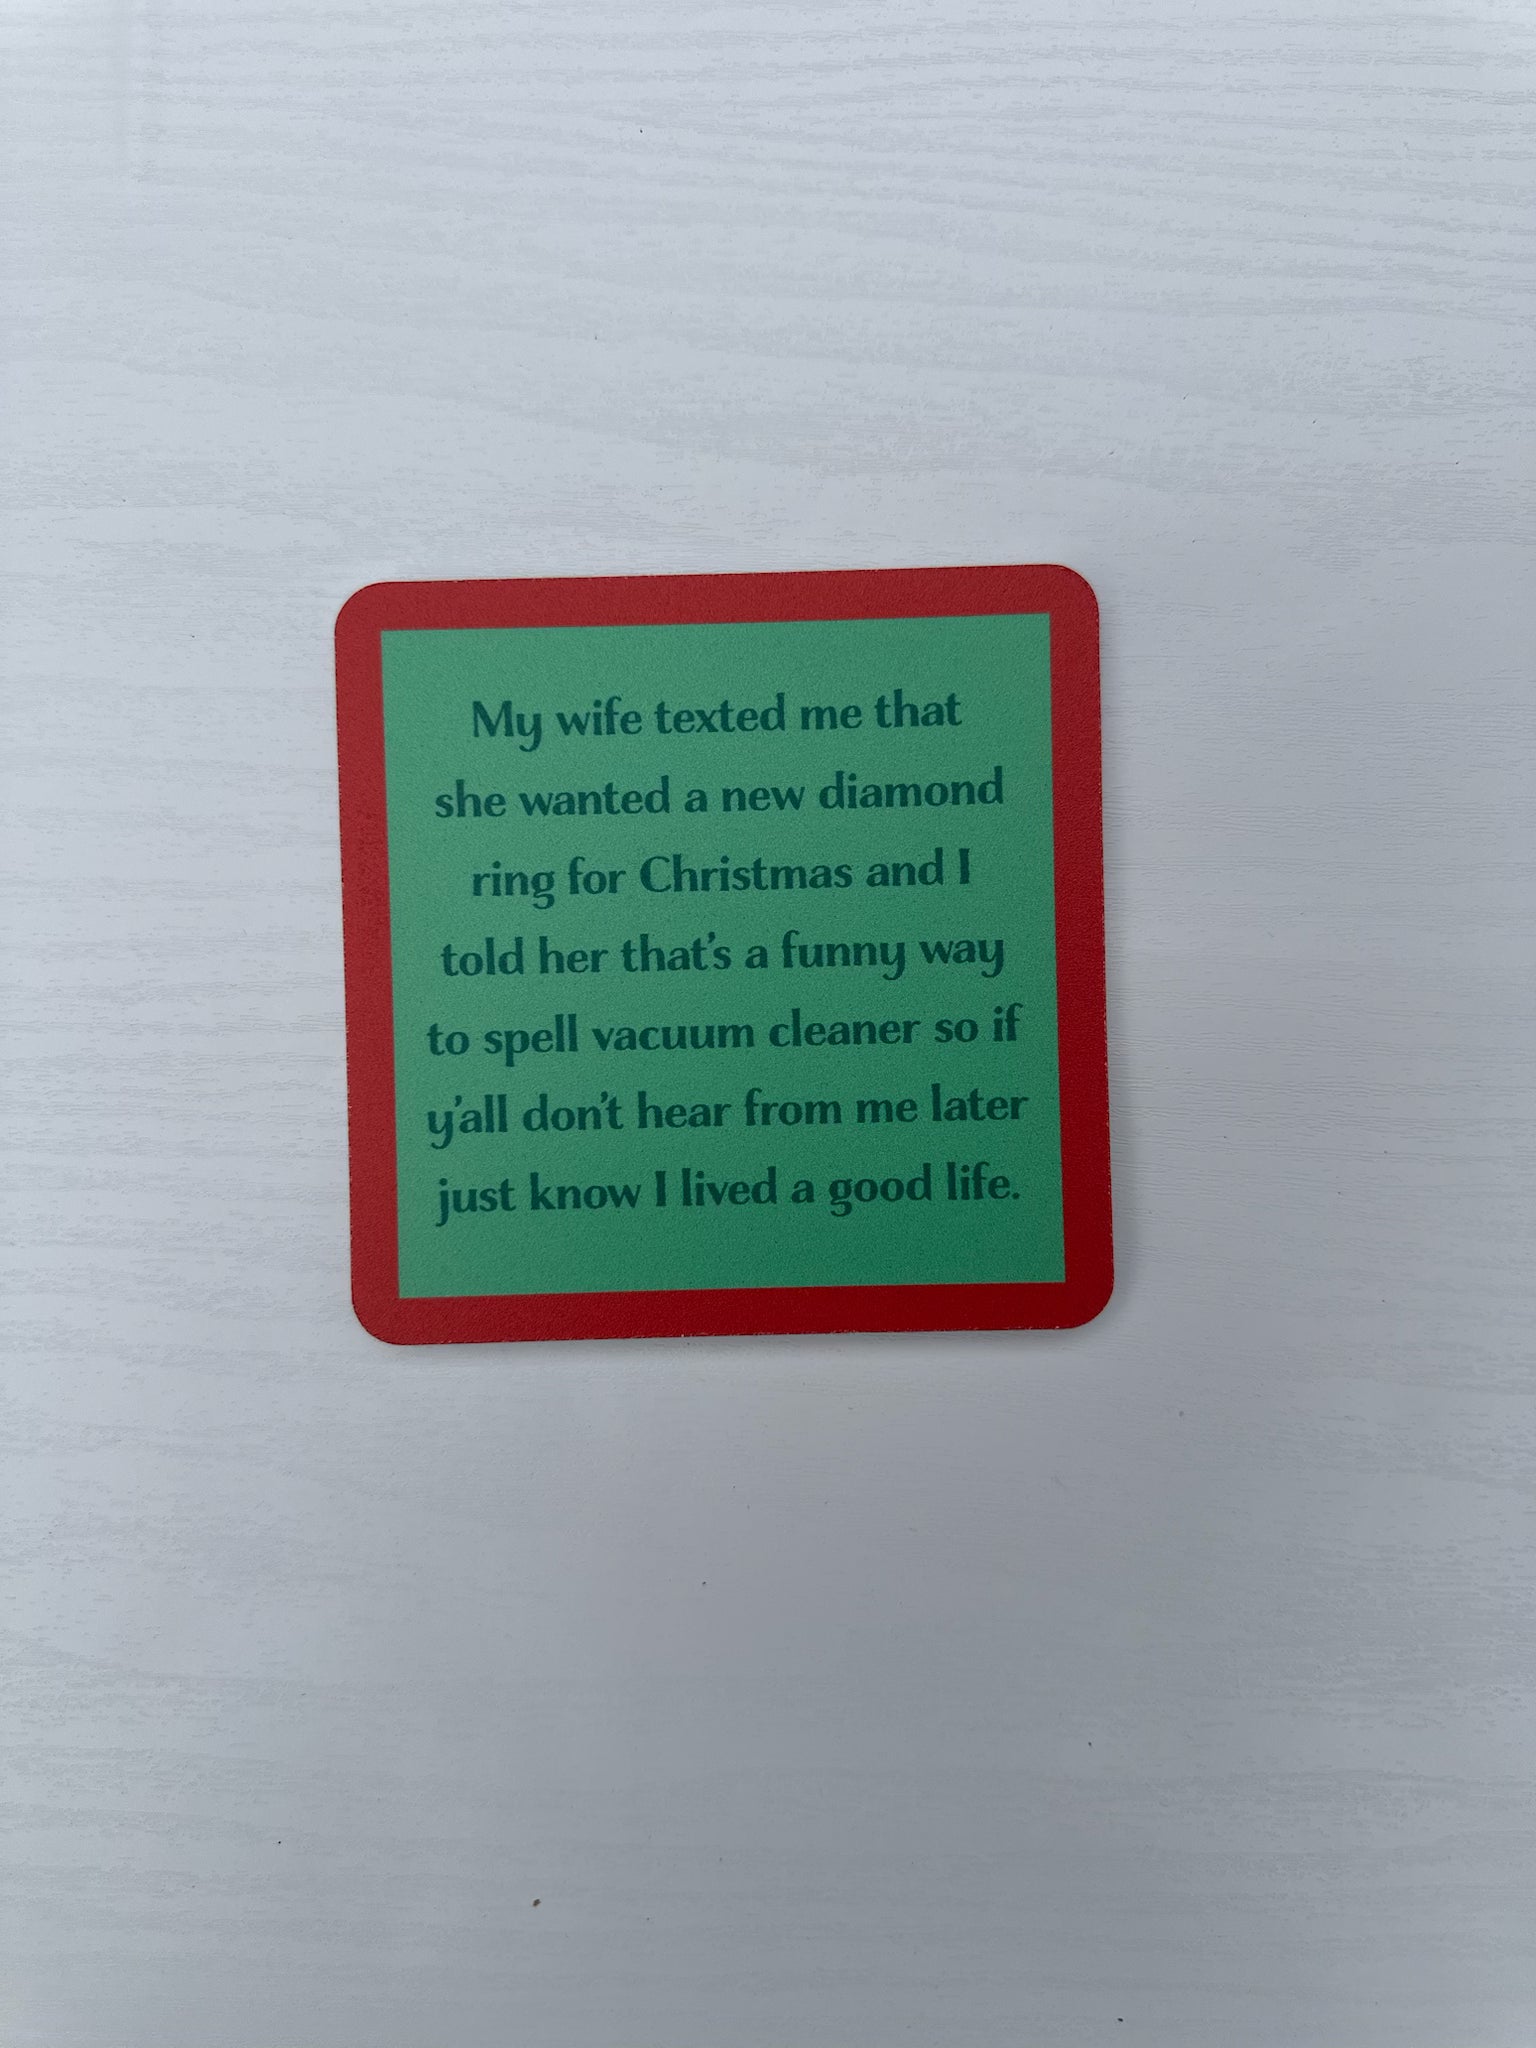 My wife texted me that
she wanted a new diamond
ring for Christmas and I
told her that's a funny way
to spell vacuum cleaner so if
y'all don't hear from me later
just know I lived a good life.